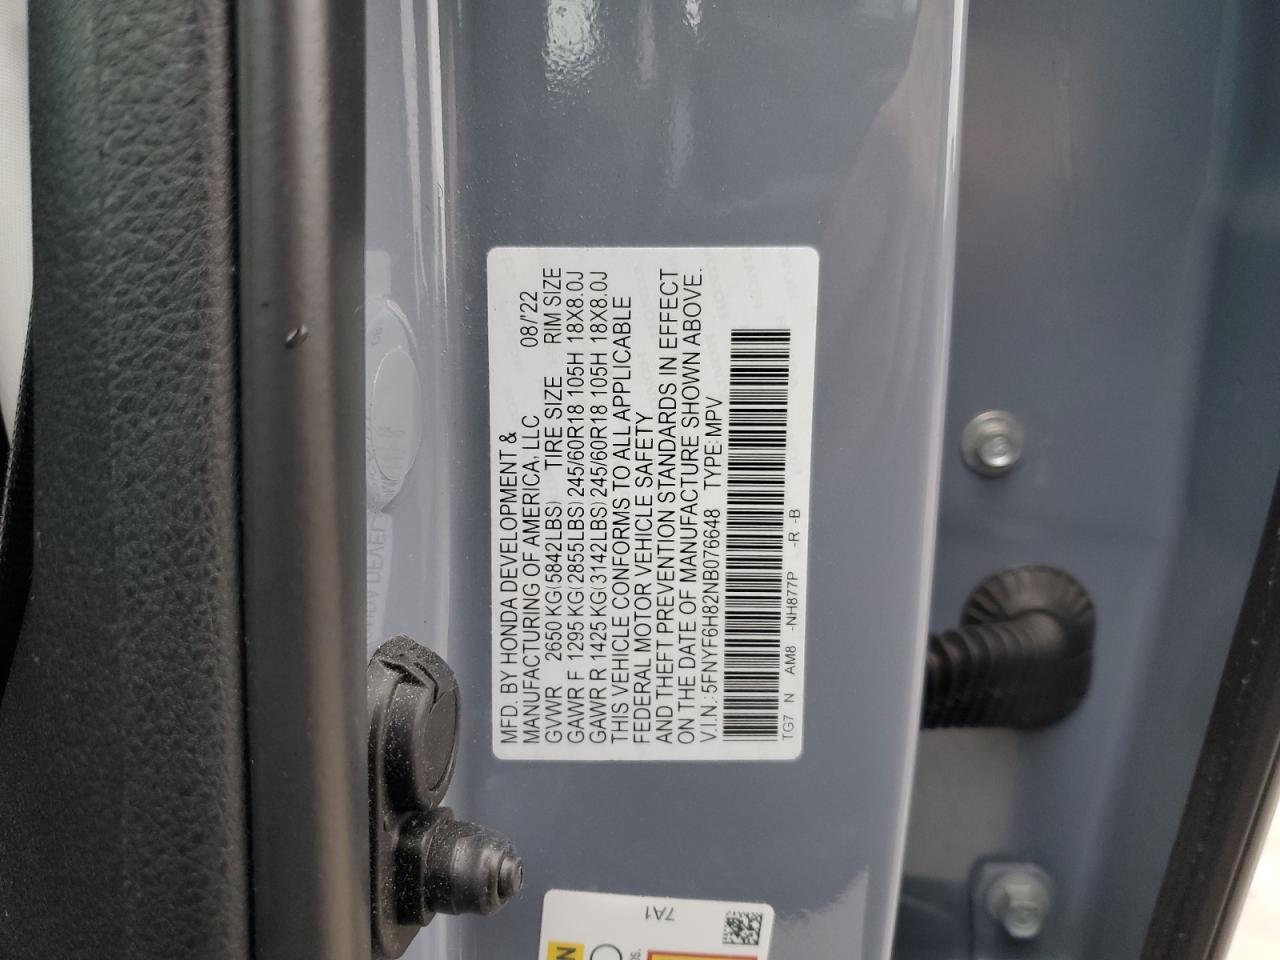 MFD. BY HONDA DEVELOPMENT &
MANUFACTURING OF AMERICA, LLC 08/'22
GVWR 2650 KG(5842LBS) TIRE SIZE RIM SIZE
GAWR F 1295 KG(2855LBS) 245/60R18 105H 18X8.0J
GAWR R 1425 KG(3142LBS) 245/60R18 105H 18X8.0J
THIS VEHICLE CONFORMS TO ALL APPLICABLE
FEDERAL MOTOR VEHICLE SAFETY
AND THEFT PREVENTION STANDARDS IN EFFECT
ON THE DATE OF MANUFACTURE SHOWN ABOVE.
V.I.N.: 5FNYF6H82NB076648 TYPE: MPV
TG7 N AM8 -NH877P -R -B
7A1